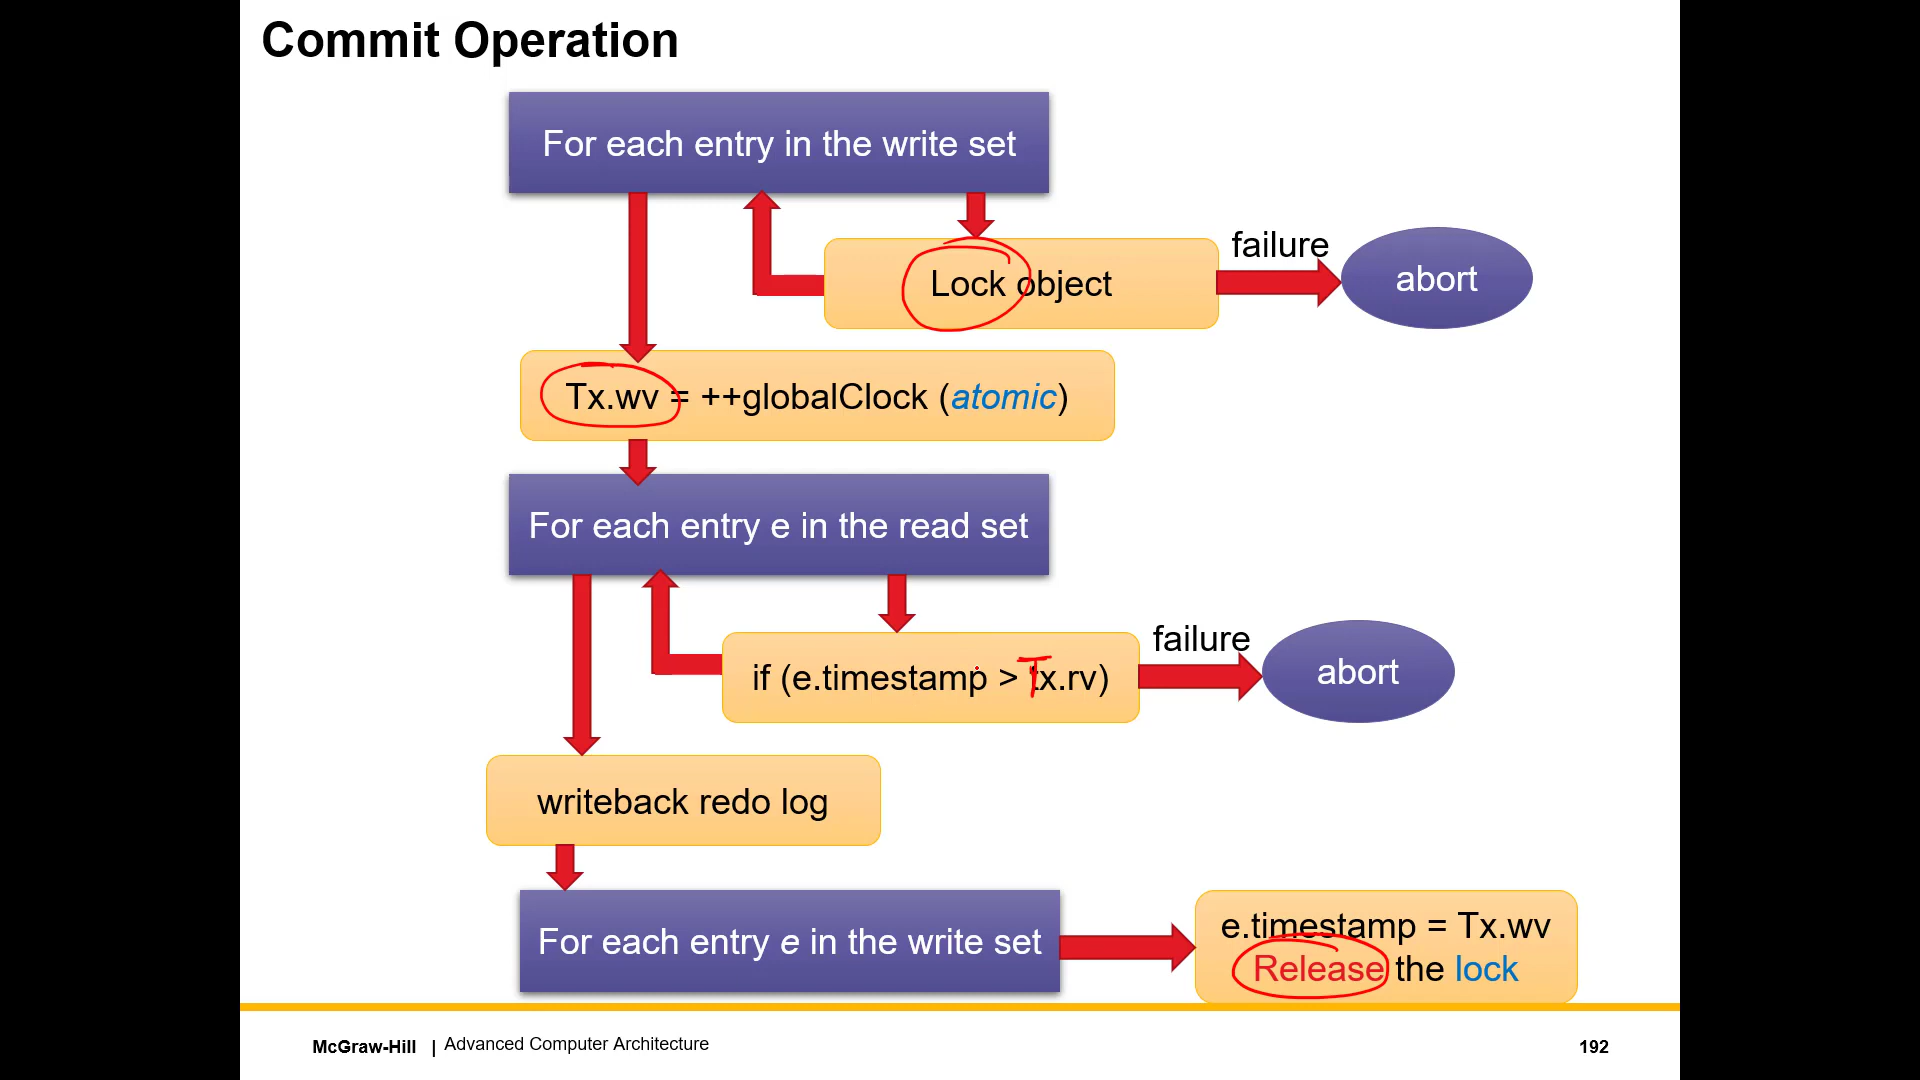 Commit Operation
For each entry in the write set
failure
Lock object
abort
Tx.wv = ++globalClock (atomic)
For each entry e in the read set
failure
if (e.timestamp > Tx.rv)
abort
writeback redo log
For each entry e in the write set
e.timestamp = Tx.wv
Release the lock
McGraw-Hill | Advanced Computer Architecture
192